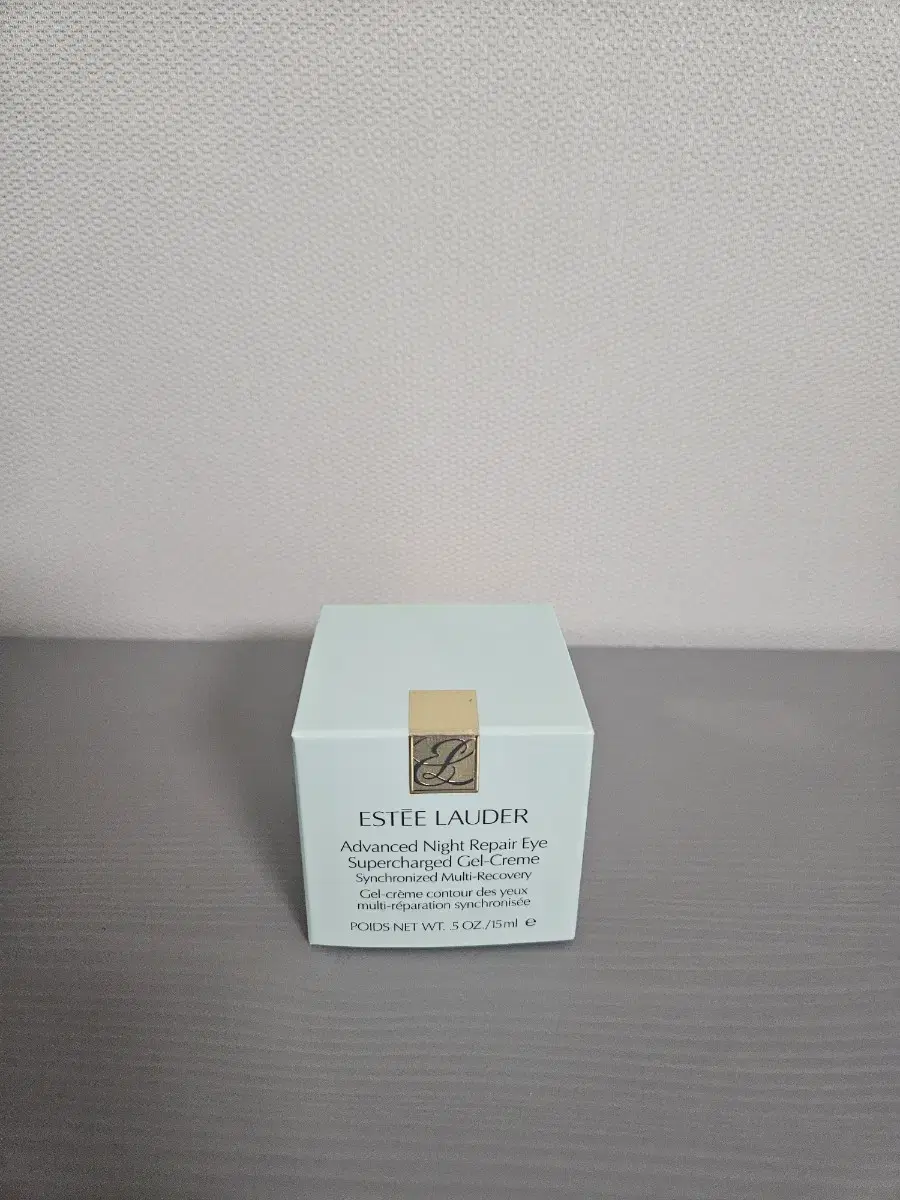 EL
ESTĒE LAUDER
Advanced Night Repair Eye
Supercharged Gel-Creme
Synchronized Multi-Recovery
Gel-crème contour des yeux
multi-réparation synchronisée
POIDS NET WT. .5 OZ./15ml ℮